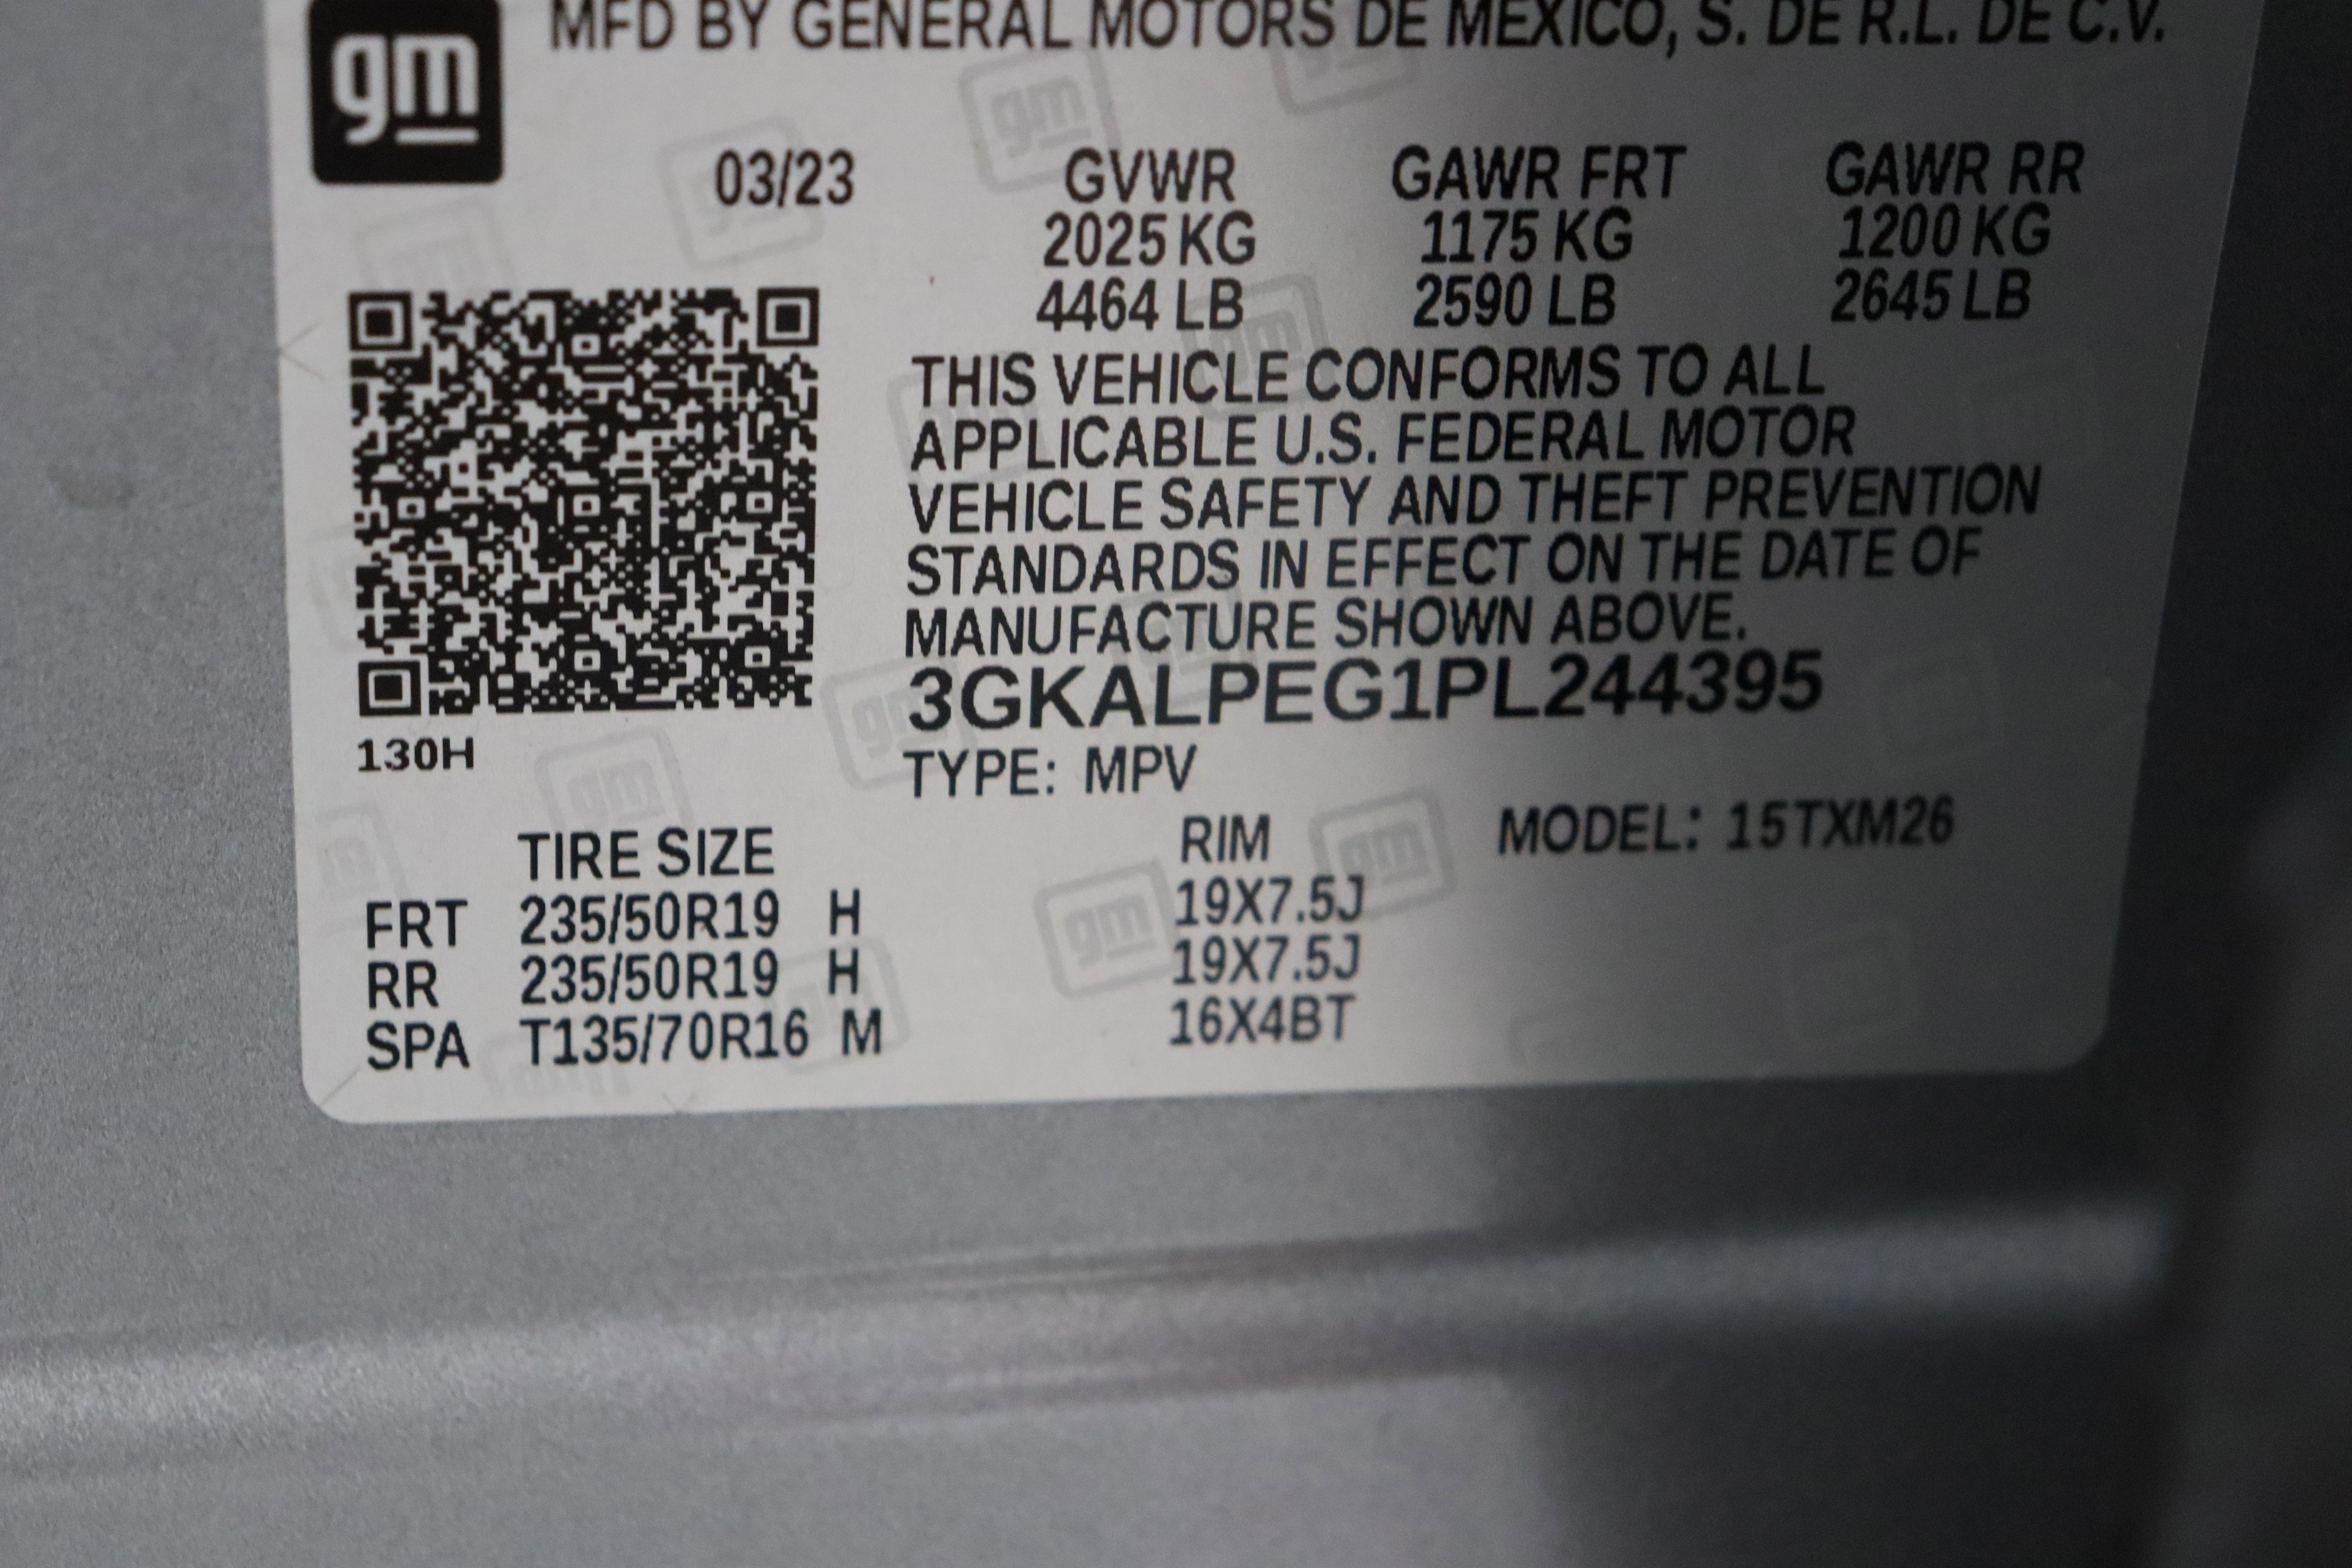 gm MFD BY GENERAL MOTORS DE MEXICO, S. DE R.L. DE C.V.
03/23 GVWR GAWR FRT GAWR RR
2025 KG 1175 KG 1200 KG
4464 LB 2590 LB 2645 LB
THIS VEHICLE CONFORMS TO ALL
APPLICABLE U.S. FEDERAL MOTOR
VEHICLE SAFETY AND THEFT PREVENTION
STANDARDS IN EFFECT ON THE DATE OF
MANUFACTURE SHOWN ABOVE.
3GKALPEG1PL244395
130H
TYPE: MPV
TIRE SIZE RIM MODEL: 15TXM26
FRT 235/50R19 H 19X7.5J
RR 235/50R19 H 19X7.5J
SPA T135/70R16 M 16X4BT